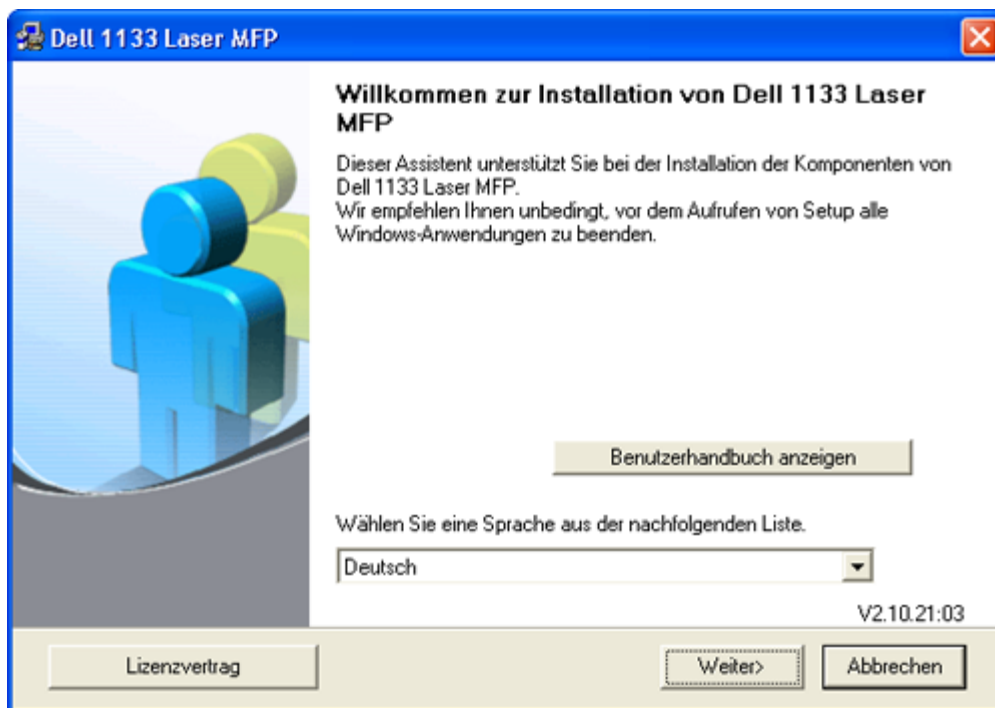 Dell 1133 Laser MFP
Willkommen zur Installation von Dell 1133 Laser
MFP
Dieser Assistent unterstützt Sie bei der Installation der Komponenten von
Dell 1133 Laser MFP.
Wir empfehlen Ihnen unbedingt, vor dem Aufrufen von Setup alle
Windows-Anwendungen zu beenden.
Benutzerhandbuch anzeigen
Wählen Sie eine Sprache aus der nachfolgenden Liste.
Deutsch
V2.10.21:03
Lizenzvertrag
Weiter>
Abbrechen